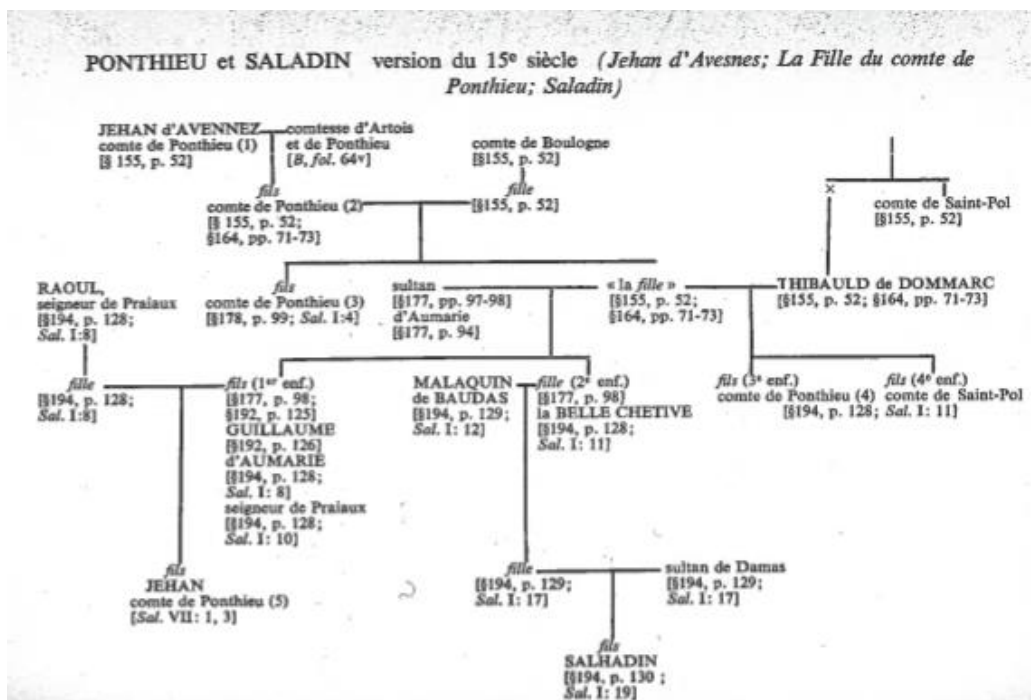 PONTHIEU et SALADIN version du 15e siècle (Jehan d'Avesnes; La Fille du comte de
Ponthieu; Saladin)
JEHAN d'AVENNEZ
comte de Ponthieu (1)
[§ 155, p. 52]
comtesse d'Artois
et de Ponthieu
[B, fol. 64v]
comte de Boulogne
[§155, p. 52]
fils
comte de Ponthieu (2)
[§ 155, p. 52;
§164, pp. 71-73]
fille
[§155, p. 52]
×
comte de Saint-Pol
[§155, p. 52]
RAOUL,
seigneur de Pralaux
[§194, p. 128;
Sal. I:8]
fils
comte de Ponthieu (3)
[§178, p. 99; Sal. I:4]
sultan
[§177, pp. 97-98]
d'Aumarie
[§177, p. 94]
« la fille »
[§155, p. 52;
§164, pp. 71-73]
THIBAULD de DOMMARC
[§155, p. 52; §164, pp. 71-73]
fille
[§194, p. 128;
Sal. I:8]
fils (1er enf.)
[§177, p. 98;
§192, p. 125]
GUILLAUME
[§192, p. 126]
d'AUMARIE
[§194, p. 128;
Sal. I: 8]
seigneur de Pralaux
[§194, p. 128;
Sal. I: 10]
MALAQUIN
de BAUDAS
[§194, p. 129;
Sal. I: 12]
fille (2e enf.)
[§177, p. 98]
la BELLE CHETIVE
[§194, p. 128;
Sal. I: 11]
fils (3e enf.)
comte de Ponthieu (4)
[§194, p. 128;
fils (4e enf.)
comte de Saint-Pol
Sal. I: 11]
fils
JEHAN
comte de Ponthieu (5)
[Sal. VII: 1, 3]
fille
[§194, p. 129;
Sal. I: 17]
sultan de Damas
[§194, p. 129;
Sal. I: 17]
fils
SALHADIN
[§194, p. 130 ;
Sal. I: 19]